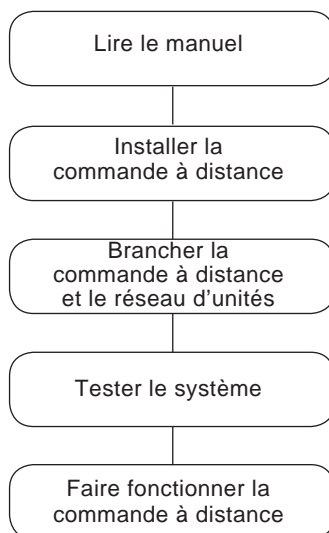 Lire le manuel
Installer la
commande à distance
Brancher la
commande à distance
et le réseau d'unités
Tester le système
Faire fonctionner la
commande à distance